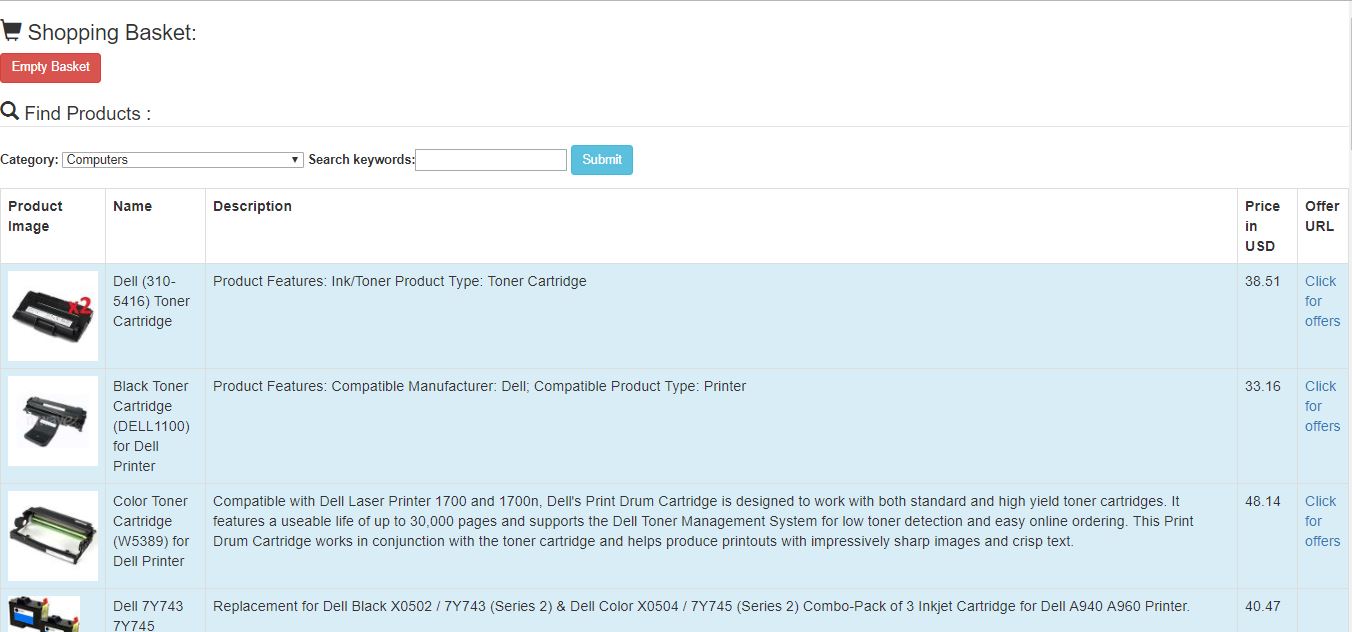 Shopping Basket:
Empty Basket
Find Products :
Category: Computers Search keywords: Submit
Product Image Name Description Price in USD Offer URL
x2
Dell (310-5416) Toner Cartridge
Product Features: Ink/Toner Product Type: Toner Cartridge
38.51
Click for offers
Black Toner Cartridge (DELL1100) for Dell Printer
Product Features: Compatible Manufacturer: Dell; Compatible Product Type: Printer
33.16
Click for offers
Color Toner Cartridge (W5389) for Dell Printer
Compatible with Dell Laser Printer 1700 and 1700n, Dell's Print Drum Cartridge is designed to work with both standard and high yield toner cartridges. It
features a useable life of up to 30,000 pages and supports the Dell Toner Management System for low toner detection and easy online ordering. This Print
Drum Cartridge works in conjunction with the toner cartridge and helps produce printouts with impressively sharp images and crisp text.
48.14
Click for offers
Dell 7Y743 7Y745
Replacement for Dell Black X0502 / 7Y743 (Series 2) & Dell Color X0504 / 7Y745 (Series 2) Combo-Pack of 3 Inkjet Cartridge for Dell A940 A960 Printer.
40.47